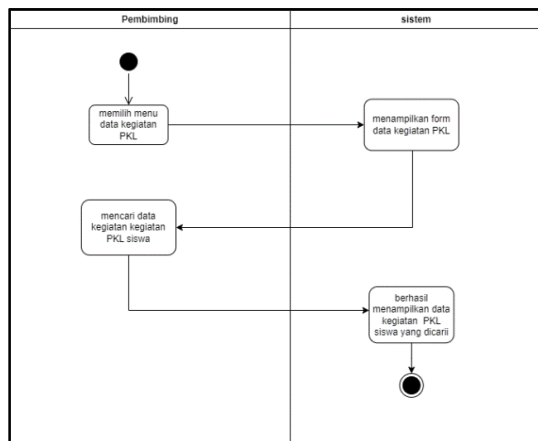 Pembimbing
sistem
memilih menu
data kegiatan
PKL
menampilkan form
data kegiatan PKL
mencari data
kegiatan kegiatan
PKL siswa
berhasil
menampilkan data
kegiatan PKL
siswa yang dicarii